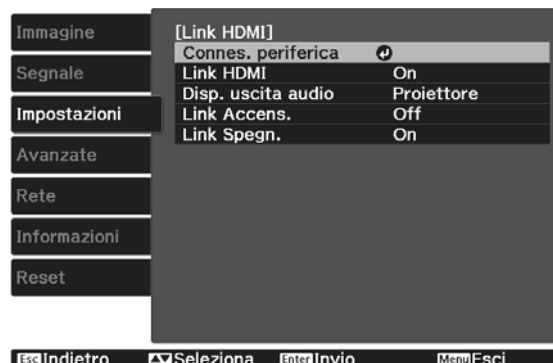 Immagine
Segnale
Impostazioni
Avanzate
Rete
Informazioni
Reset
[Link HDMI]
Connes. periferica
Link HDMI On
Disp. uscita audio Proiettore
Link Accens. Off
Link Spegn. On
Esc Indietro Seleziona Enter Invio Menu Esci